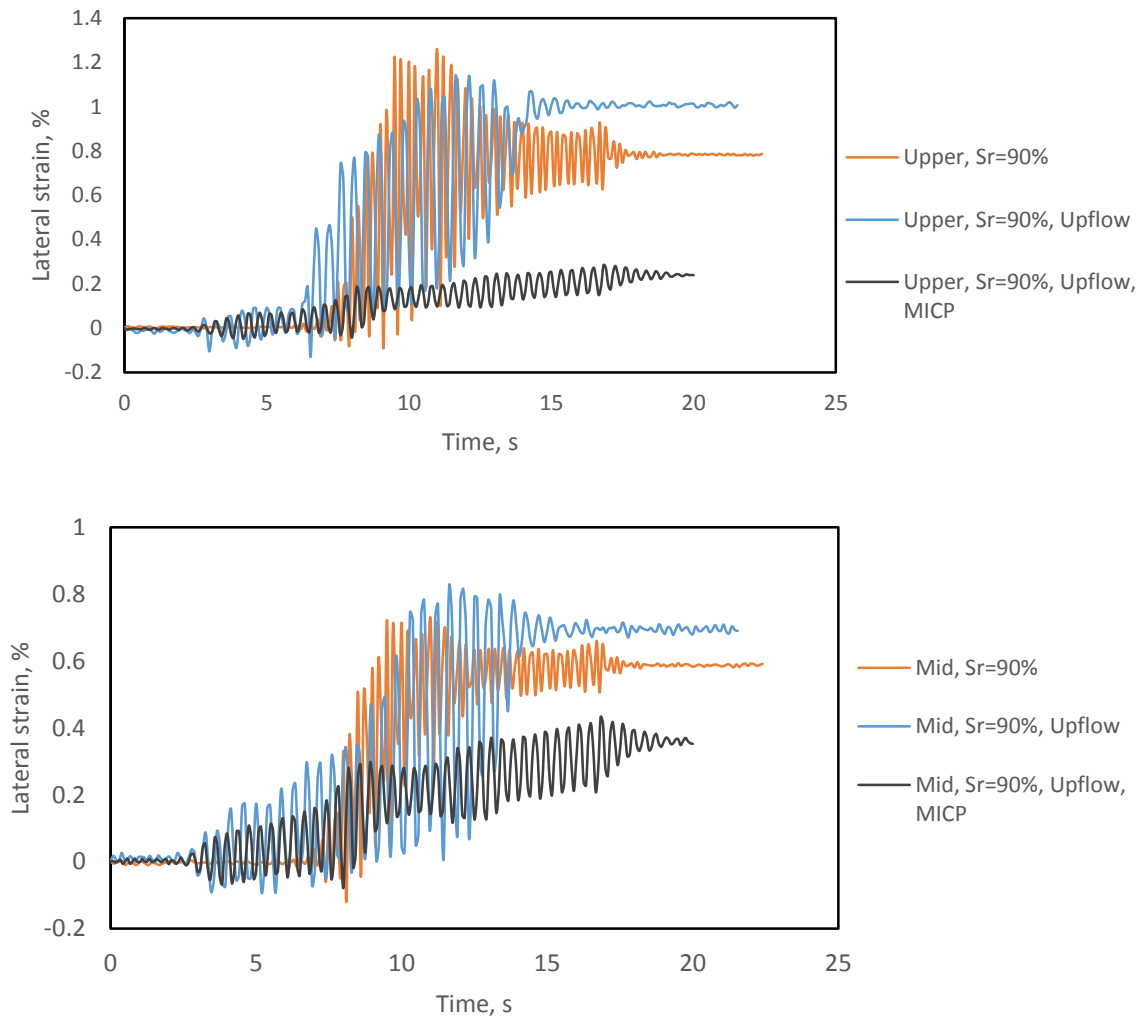 1.4
1.2
1
0.8
0.6
0.4
0.2
0
-0.2
Lateral strain, %
0
5
10
15
20
25
Time, s
Upper, Sr=90%
Upper, Sr=90%, Upflow
Upper, Sr=90%, Upflow,
MICP
1
0.8
0.6
0.4
0.2
0
-0.2
Lateral strain, %
0
5
10
15
20
25
Time, s
Mid, Sr=90%
Mid, Sr=90%, Upflow
Mid, Sr=90%, Upflow,
MICP